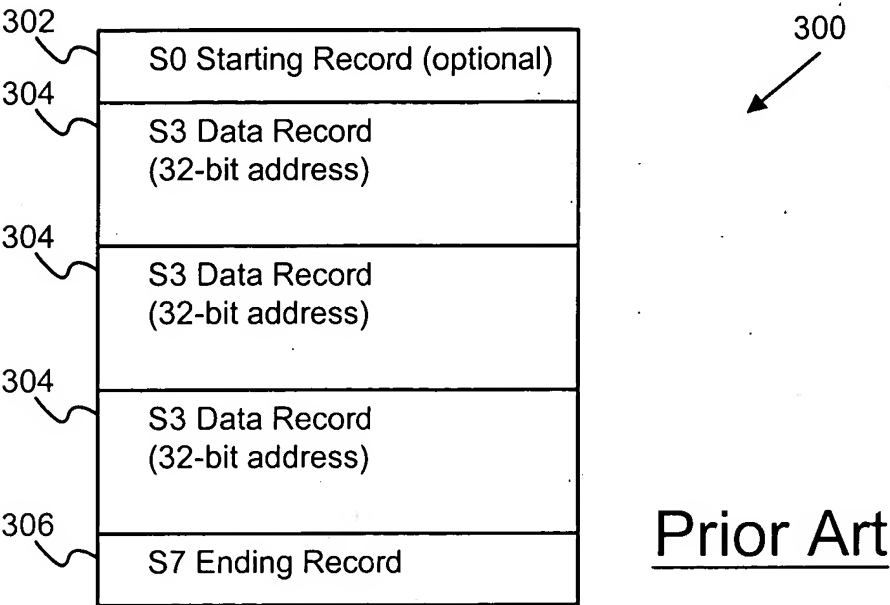 302
S0 Starting Record (optional)
300
304
S3 Data Record
(32-bit address)
304
S3 Data Record
(32-bit address)
304
S3 Data Record
(32-bit address)
306
S7 Ending Record
Prior Art